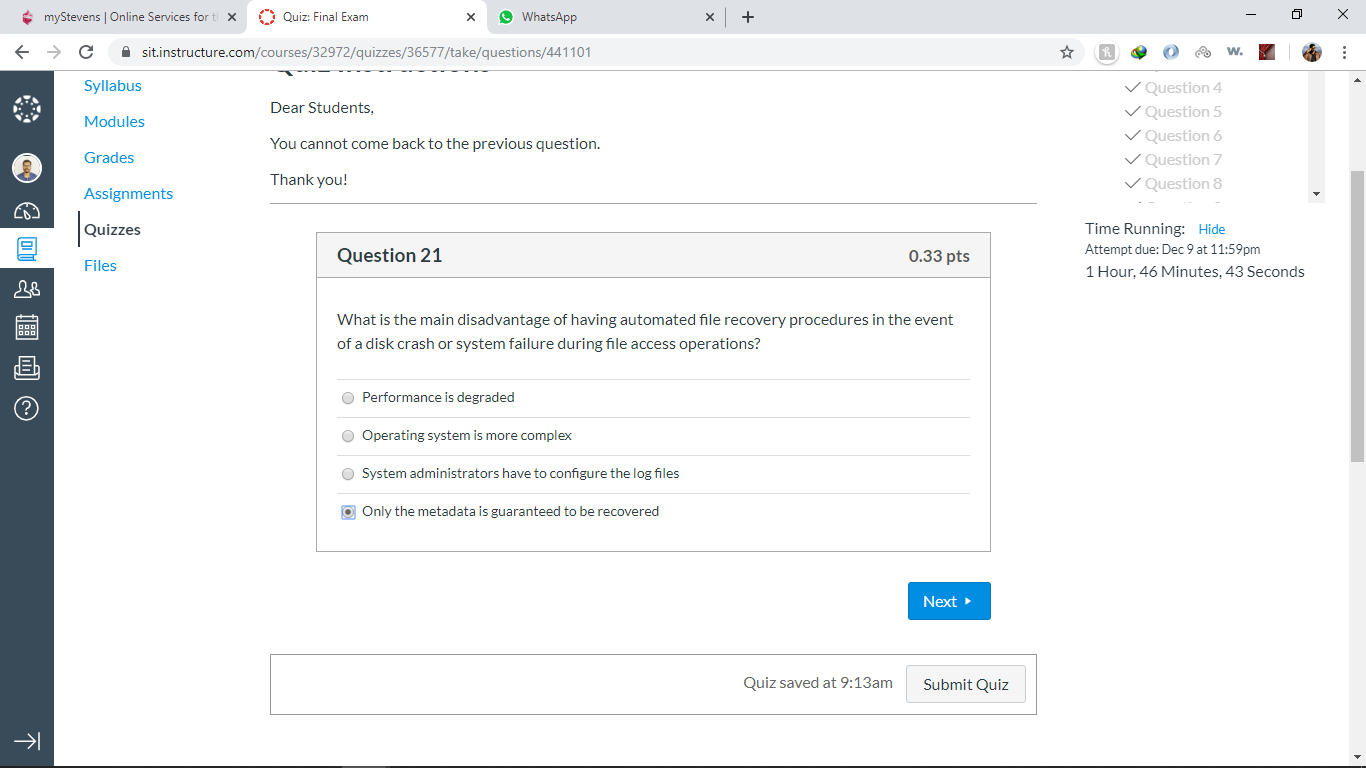 myStevens | Online Services for t
Quiz: Final Exam
WhatsApp
sit.instructure.com/courses/32972/quizzes/36577/take/questions/441101
Syllabus
Modules
Grades
Assignments
Quizzes
Files
Quiz Instructions
Dear Students,
You cannot come back to the previous question.
Thank you!
Question 21
0.33 pts
What is the main disadvantage of having automated file recovery procedures in the event
of a disk crash or system failure during file access operations?
Performance is degraded
Operating system is more complex
System administrators have to configure the log files
Only the metadata is guaranteed to be recovered
Next
Quiz saved at 9:13am
Submit Quiz
Question 4
Question 5
Question 6
Question 7
Question 8
Time Running: Hide
Attempt due: Dec 9 at 11:59pm
1 Hour, 46 Minutes, 43 Seconds